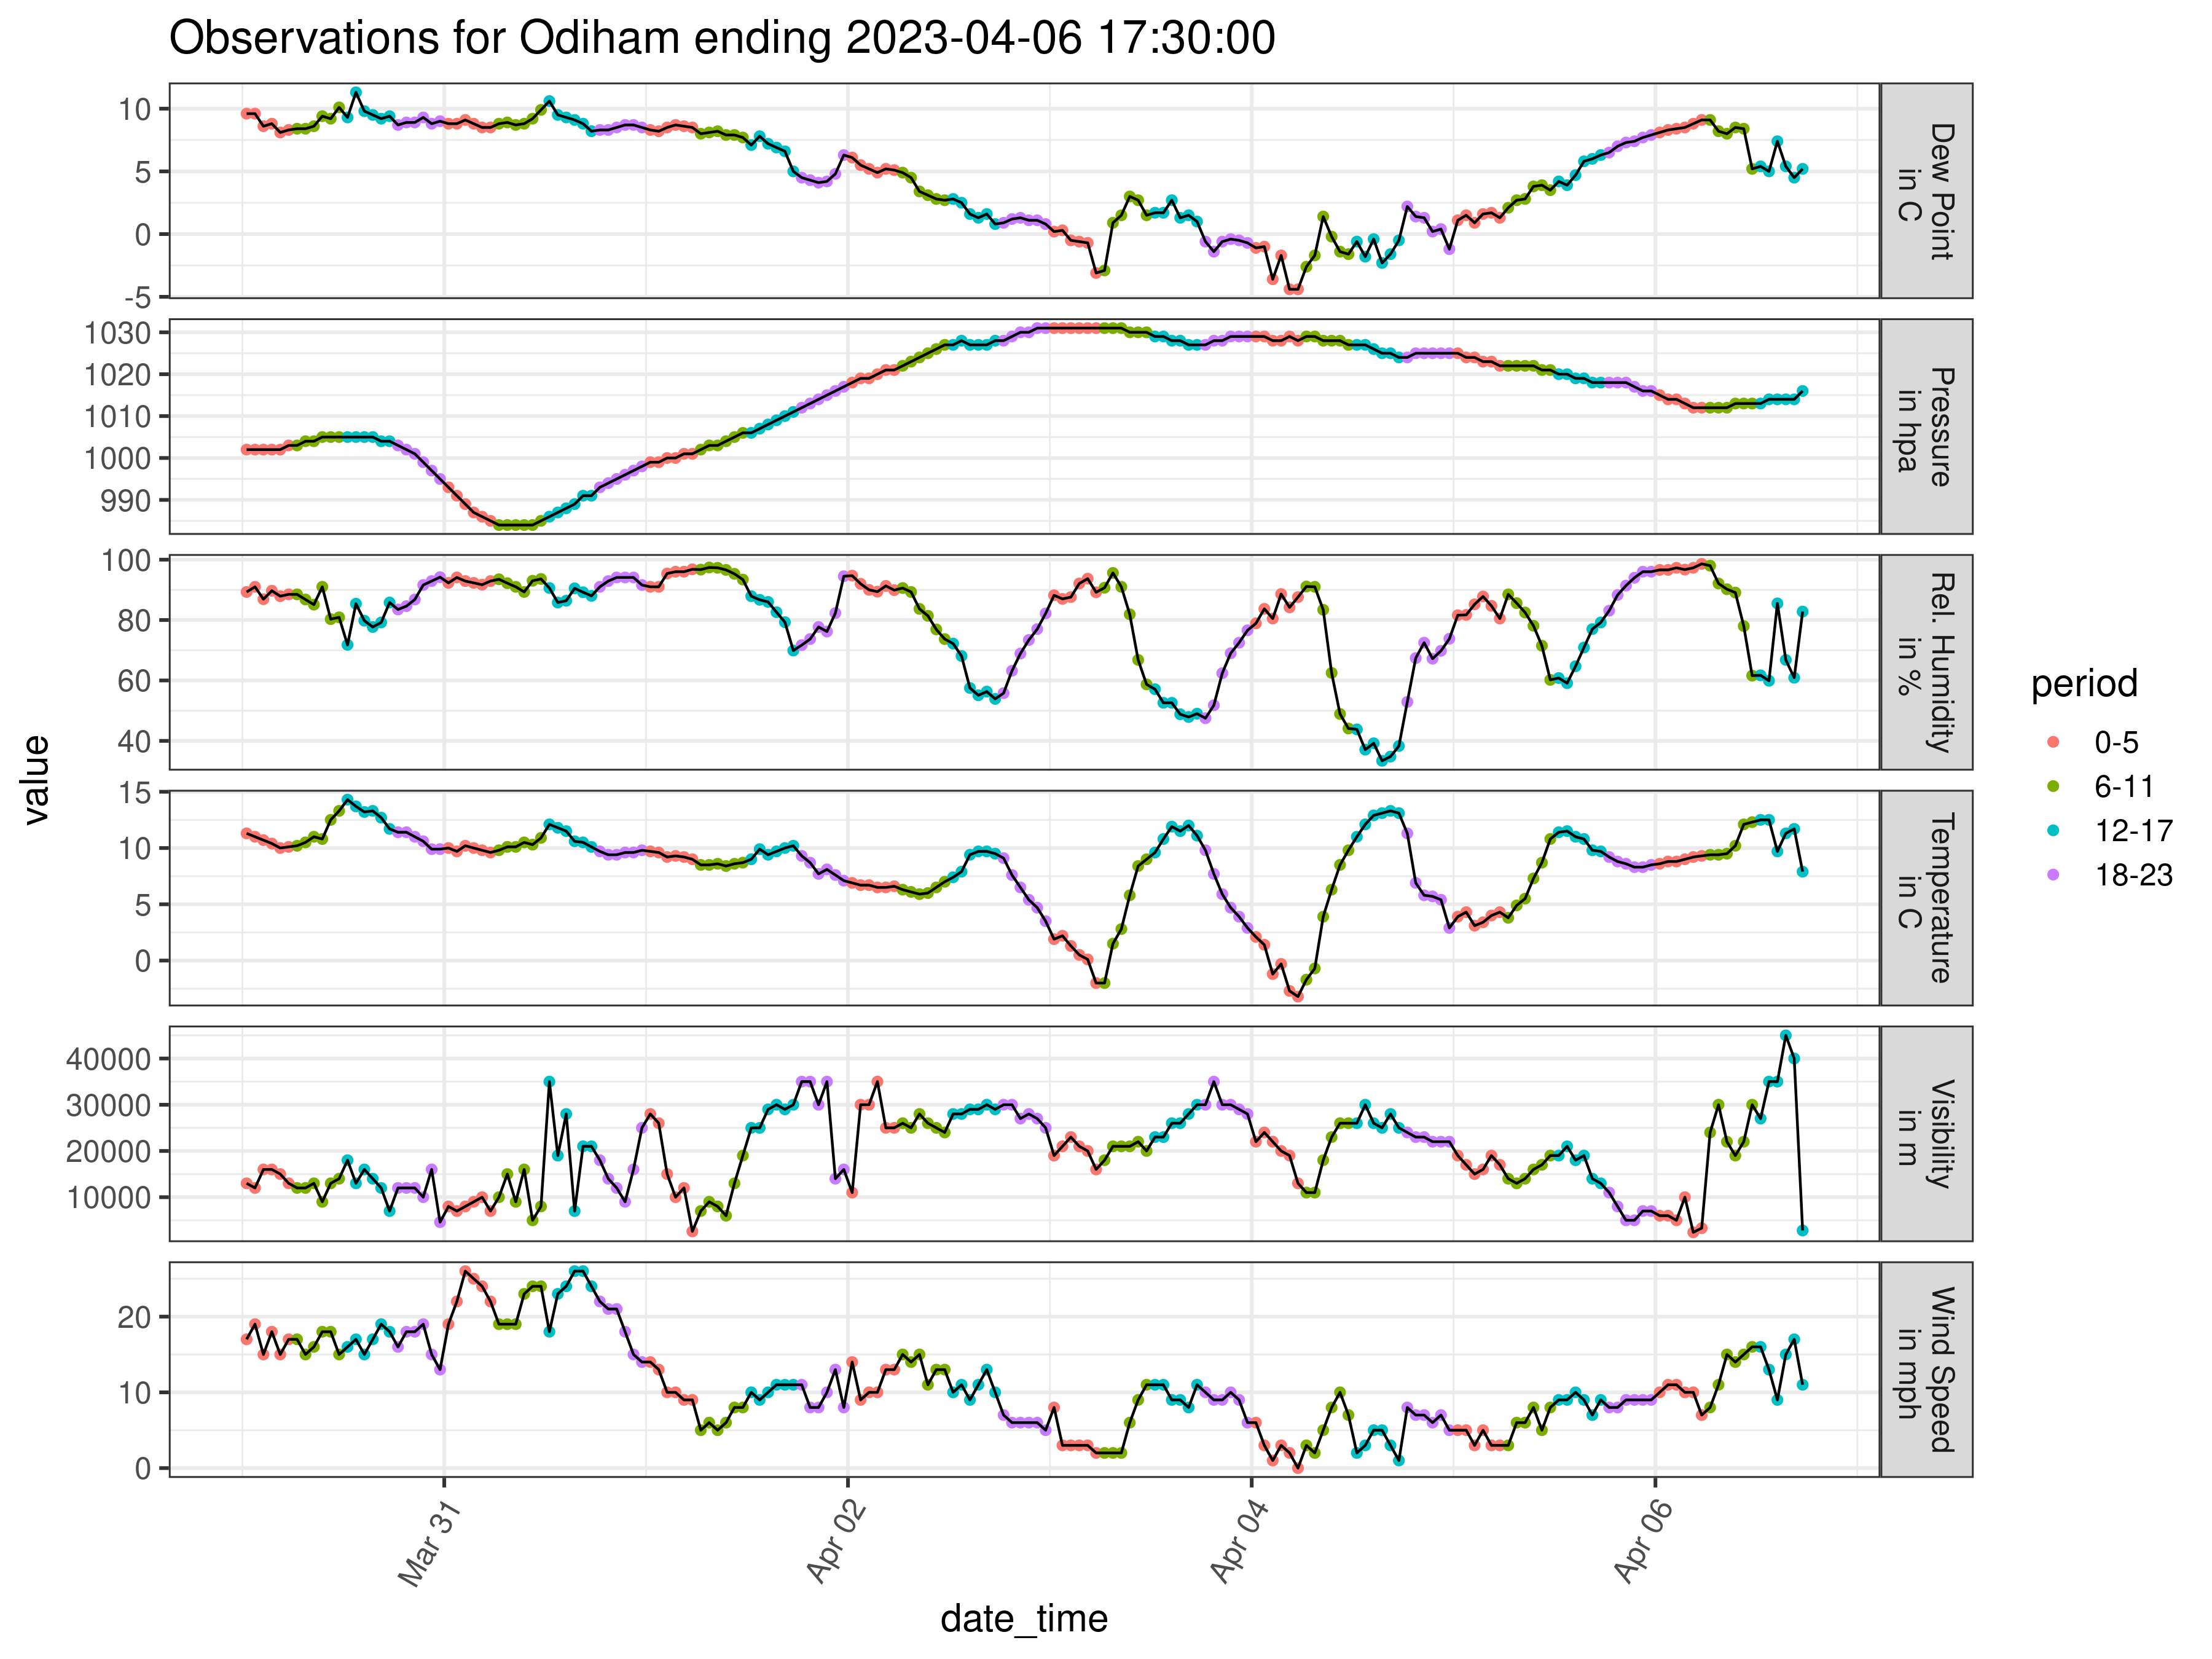 Observations for Odiham ending 2023-04-06 17:30:00
value
10
5
0
-5
Dew Point
in C
1030
1020
1010
1000
990
Pressure
in hpa
100
80
60
40
Rel. Humidity
in %
15
10
5
0
Temperature
in C
40000
30000
20000
10000
Visibility
in m
20
10
0
Wind Speed
in mph
Mar 31
Apr 02
Apr 04
Apr 06
date_time
period
0-5
6-11
12-17
18-23